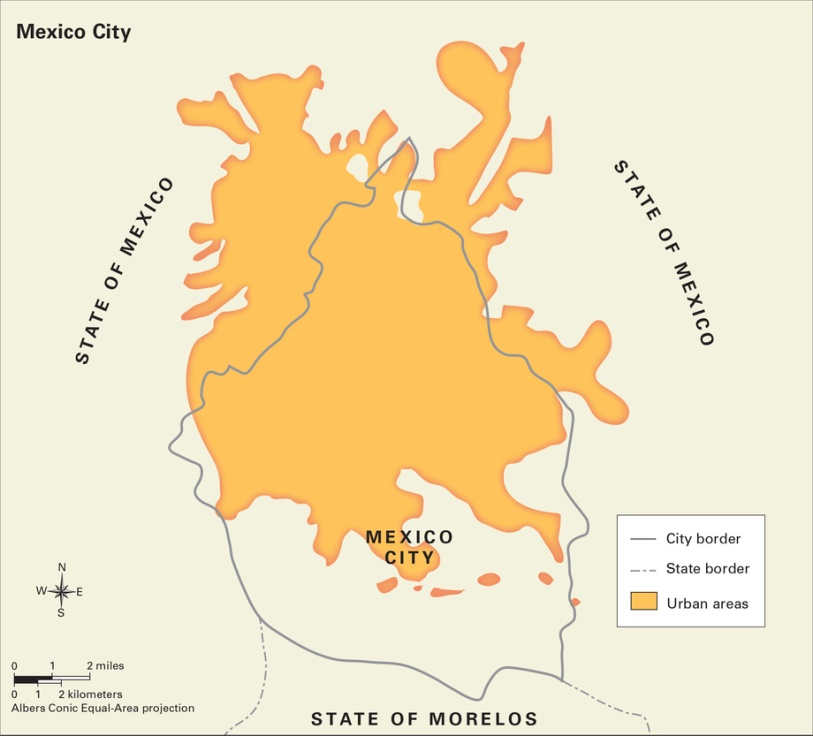 Mexico City
STATE OF MEXICO
STATE OF MEXICO
MEXICO
CITY
City border
State border
Urban areas
N
W E
S
0 1 2 miles
0 1 2 kilometers
Albers Conic Equal-Area projection
STATE OF MORELOS